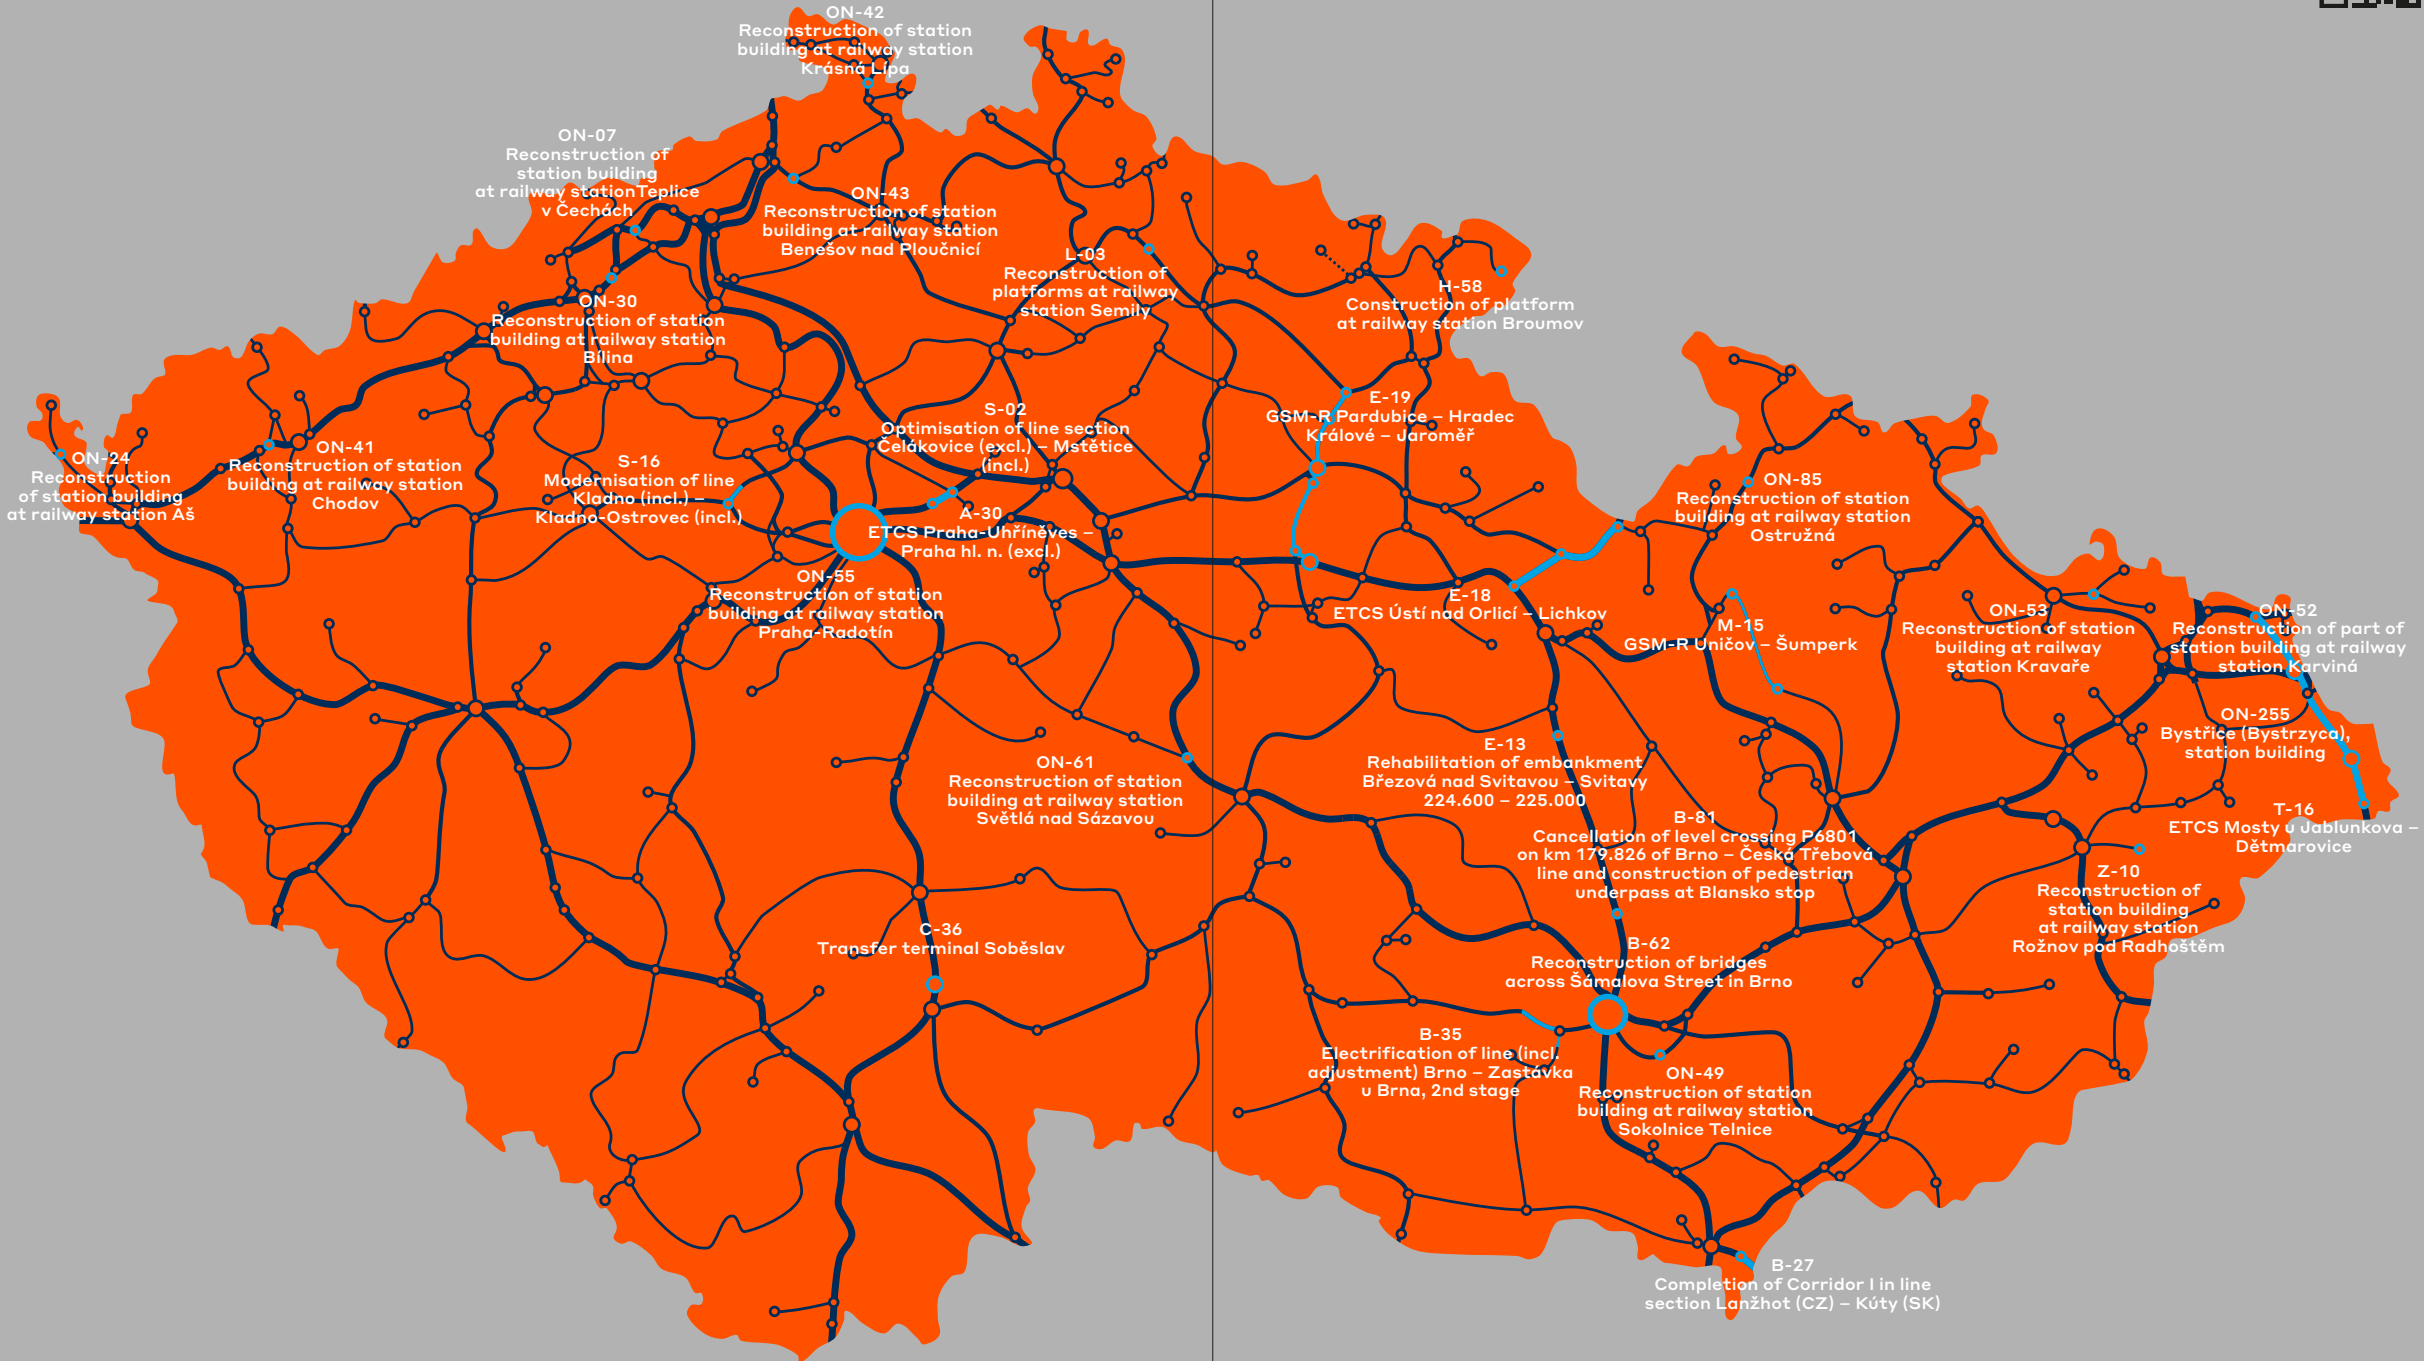 ON-42
Reconstruction of station
building at railway station
Krásná Lípa
ON-07
Reconstruction of
station building
at railway stationTeplice
v Čechách
ON-43
Reconstruction of station
building at railway station
Benešov nad Ploučnicí
L-03
Reconstruction of
platforms at railway
station Semily
H-58
Construction of platform
at railway station Broumov
ON-30
Reconstruction of station
building at railway station
Bílina
E-19
GSM-R Pardubice – Hradec
Králové – Jaroměř
S-02
Optimisation of line section
Čelákovice (excl.) – Mstětice
(incl.)
ON-24
Reconstruction
of station building
at railway station Aš
ON-41
Reconstruction of station
building at railway station
Chodov
S-16
Modernisation of line
Kladno (incl.) –
Kladno-Ostrovec (incl.)
A-30
ETCS Praha-Uhříněves –
Praha hl. n. (excl.)
ON-85
Reconstruction of station
building at railway station
Ostružná
ON-55
Reconstruction of station
building at railway station
Praha-Radotín
E-18
ETCS Ústí nad Orlicí – Lichkov
M-15
GSM-R Uničov – Šumperk
ON-53
Reconstruction of station
building at railway
station Kravaře
ON-52
Reconstruction of part of
station building at railway
station Karviná
ON-255
Bystřice (Bystrzyca),
station building
ON-61
Reconstruction of station
building at railway station
Světlá nad Sázavou
E-13
Rehabilitation of embankment
Březová nad Svitavou – Svitavy
224.600 – 225.000
T-16
ETCS Mosty u Jablunkova –
Dětmarovice
B-81
Cancellation of level crossing P6801
on km 179.826 of Brno – Česká Třebová
line and construction of pedestrian
underpass at Blansko stop
Z-10
Reconstruction of
station building
at railway station
Rožnov pod Radhoštěm
C-36
Transfer terminal Soběslav
B-62
Reconstruction of bridges
across Šámalova Street in Brno
B-35
Electrification of line (incl.
adjustment) Brno – Zastávka
u Brna, 2nd stage
ON-49
Reconstruction of station
building at railway station
Sokolnice Telnice
B-27
Completion of Corridor I in line
section Lanžhot (CZ) – Kúty (SK)